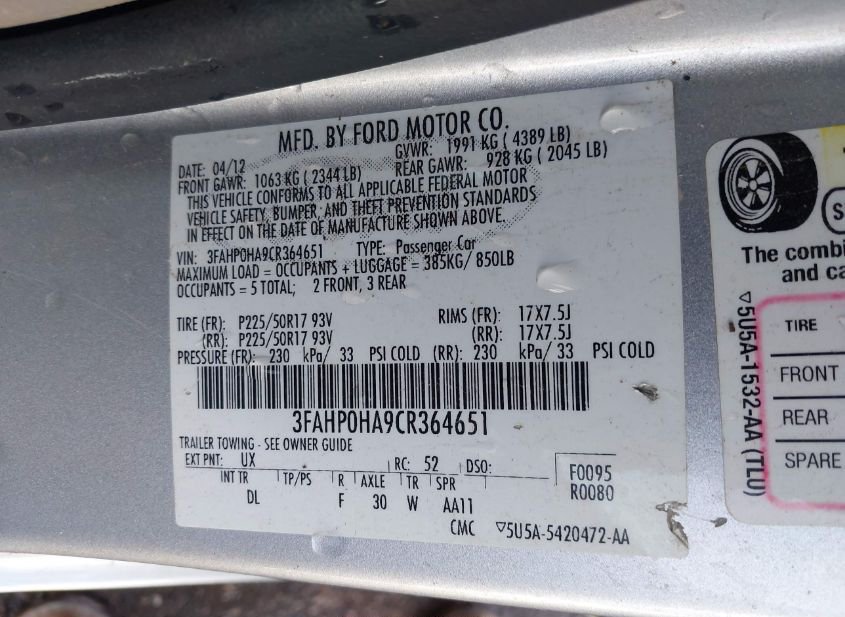 MFD. BY FORD MOTOR CO.
DATE: 04/12
GVWR: 1991 KG ( 4389 LB)
FRONT GAWR: 1063 KG ( 2344 LB)
REAR GAWR: 928 KG ( 2045 LB)
THIS VEHICLE CONFORMS TO ALL APPLICABLE FEDERAL MOTOR
VEHICLE SAFETY, BUMPER, AND THEFT PREVENTION STANDARDS
IN EFFECT ON THE DATE OF MANUFACTURE SHOWN ABOVE.
VIN: 3FAHP0HA9CR364651 TYPE: Passenger Car
MAXIMUM LOAD = OCCUPANTS + LUGGAGE = 385KG/ 850LB
OCCUPANTS = 5 TOTAL; 2 FRONT, 3 REAR
TIRE (FR): P225/50R17 93V RIMS (FR): 17X7.5J
(RR): P225/50R17 93V (RR): 17X7.5J
PRESSURE (FR): 230 kPa/ 33 PSI COLD (RR): 230 kPa/ 33 PSI COLD
3FAHP0HA9CR364651
TRAILER TOWING - SEE OWNER GUIDE
EXT PNT: UX RC: 52 DSO:
INT TR TP/PS R AXLE TR SPR
DL F 30 W AA11
F0095
R0080
CMC ▽5U5A-5420472-AA
The combi
and ca
▽5U5A-1532-AA (TLU)
TIRE
FRONT
REAR
SPARE